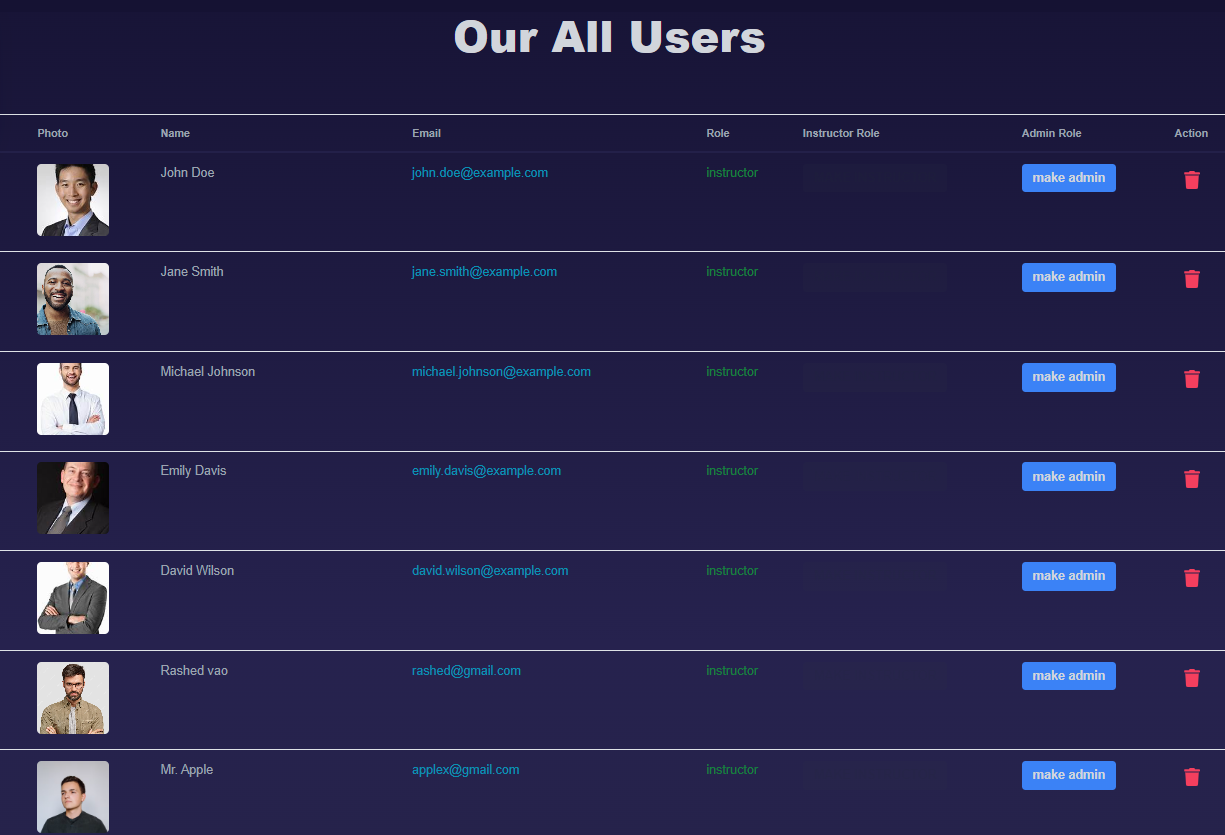 Our All Users
Photo Name Email Role Instructor Role Admin Role Action
John Doe john.doe@example.com instructor make admin
Jane Smith jane.smith@example.com instructor make admin
Michael Johnson michael.johnson@example.com instructor make admin
Emily Davis emily.davis@example.com instructor make admin
David Wilson david.wilson@example.com instructor make admin
Rashed vao rashed@gmail.com instructor make admin
Mr. Apple applex@gmail.com instructor make admin